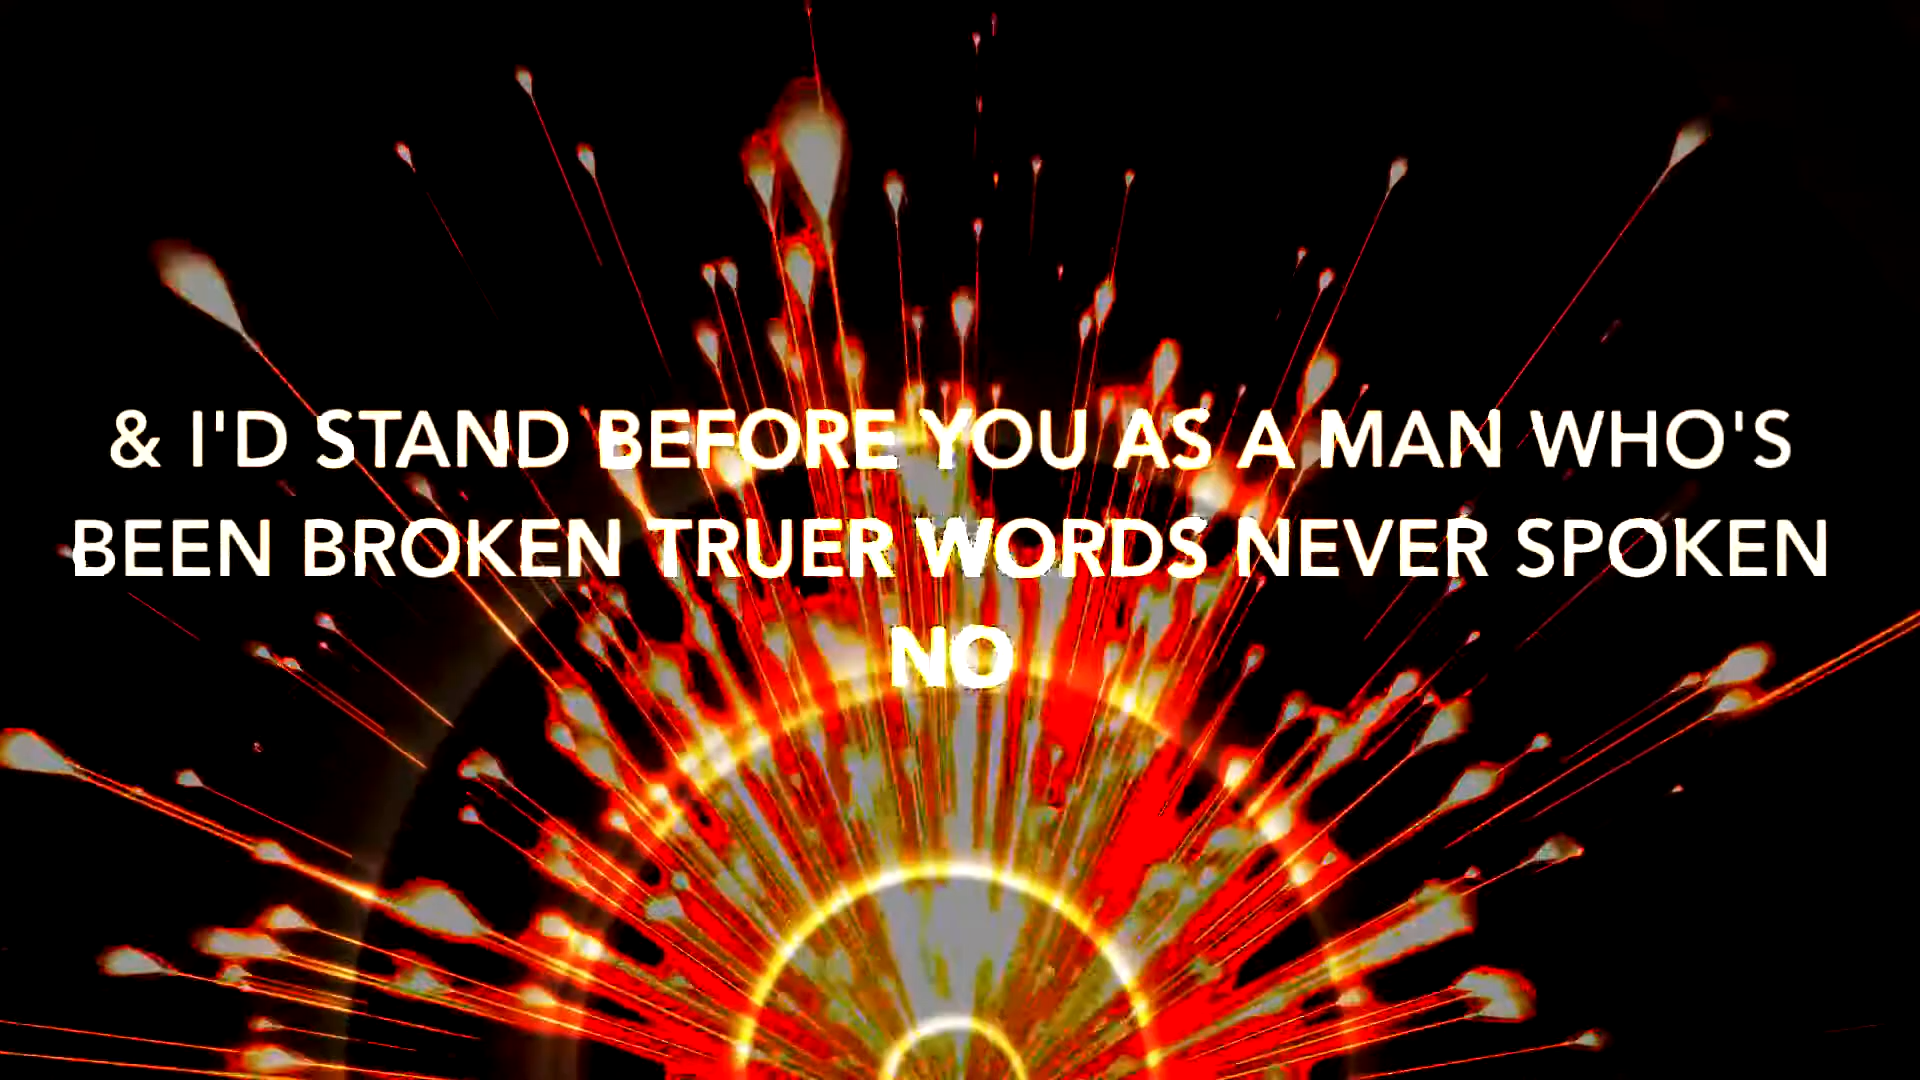 & I'D STAND BEFORE YOU AS A MAN WHO'S
BEEN BROKEN TRUER WORDS NEVER SPOKEN
NO